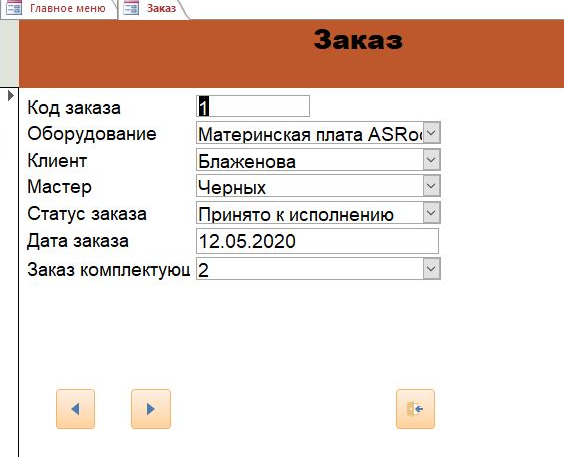 Главное меню Заказ
Заказ
Код заказа 1
Оборудование Материнская плата ASRo
Клиент Блаженова
Мастер Черных
Статус заказа Принято к исполнению
Дата заказа 12.05.2020
Заказ комплектующ 2